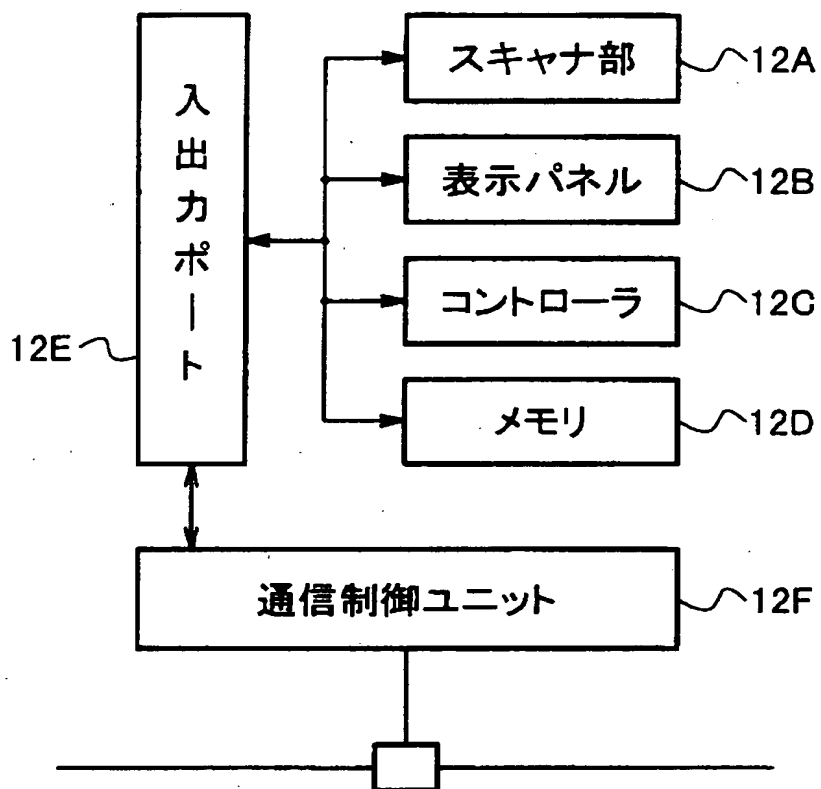 スキャナ部
12A
入出力ポート
表示パネル
12B
コントローラ
12C
12E
メモリ
12D
通信制御ユニット
12F